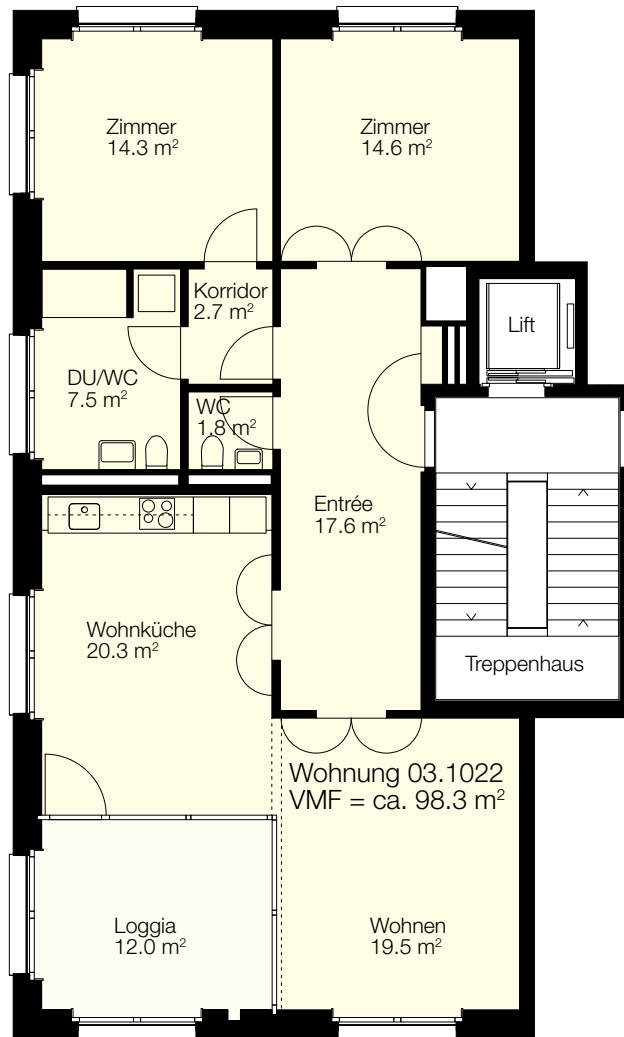 Zimmer
14.3 m²
Zimmer
14.6 m²
Korridor
2.7 m²
Lift
DU/WC
7.5 m²
WC
1.8 m²
Entrée
17.6 m²
Wohnküche
20.3 m²
Treppenhaus
Wohnung 03.1022
VMF = ca. 98.3 m²
Loggia
12.0 m²
Wohnen
19.5 m²